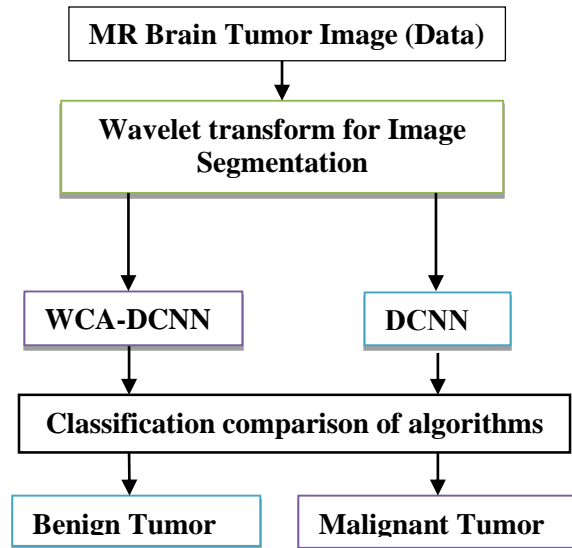 MR Brain Tumor Image (Data)
Wavelet transform for Image
Segmentation
WCA-DCNN
DCNN
Classification comparison of algorithms
Benign Tumor
Malignant Tumor